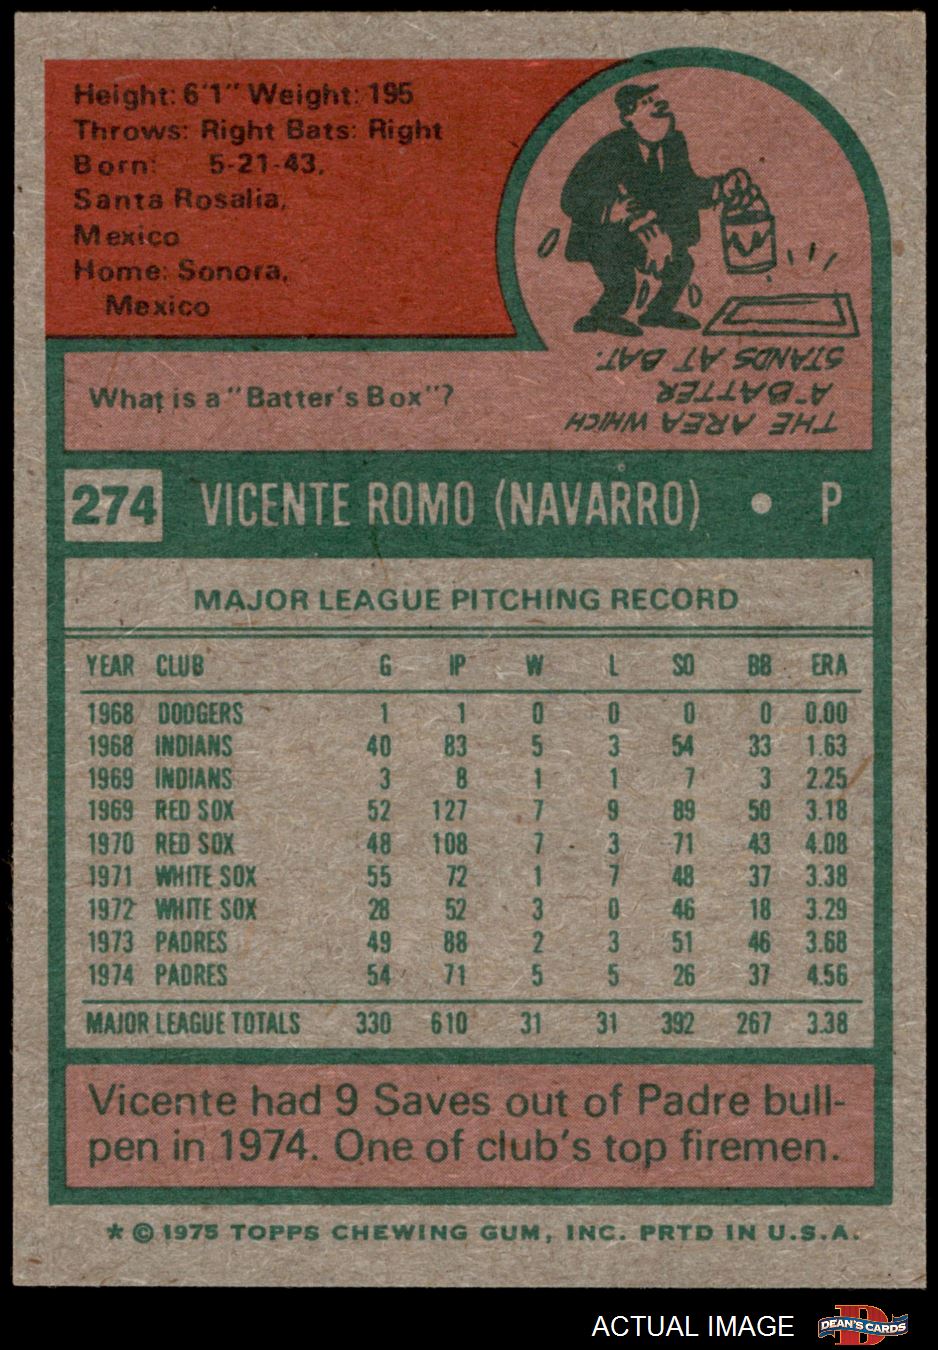 Height: 6'1" Weight: 195
Throws: Right Bats: Right
Born: 5-21-43,
Santa Rosalia,
Mexico
Home: Sonora,
Mexico
What is a "Batter's Box"?
THE AREA WHICH
A BATTER
STANDS AT BAT.
274 VICENTE ROMO (NAVARRO) • P
MAJOR LEAGUE PITCHING RECORD
YEAR CLUB G IP W L SO BB ERA
1968 DODGERS 1 1 0 0 0 0 0.00
1968 INDIANS 40 83 5 3 54 33 1.63
1969 INDIANS 3 8 1 1 7 3 2.25
1969 RED SOX 52 127 7 9 89 50 3.18
1970 RED SOX 48 108 7 3 71 43 4.08
1971 WHITE SOX 55 72 1 7 48 37 3.38
1972 WHITE SOX 28 52 3 0 46 18 3.29
1973 PADRES 49 88 2 3 51 46 3.68
1974 PADRES 54 71 5 5 26 37 4.56
MAJOR LEAGUE TOTALS 330 610 31 31 392 267 3.38
Vicente had 9 Saves out of Padre bull-
pen in 1974. One of club's top firemen.
* © 1975 TOPPS CHEWING GUM, INC. PRTD IN U.S.A.
ACTUAL IMAGE
D
DEAN'S CARDS